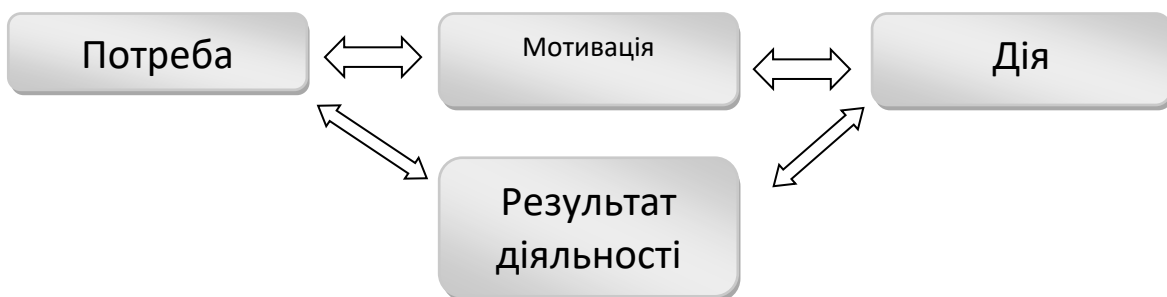 Потреба
Мотивація
Дія
Результат
діяльності